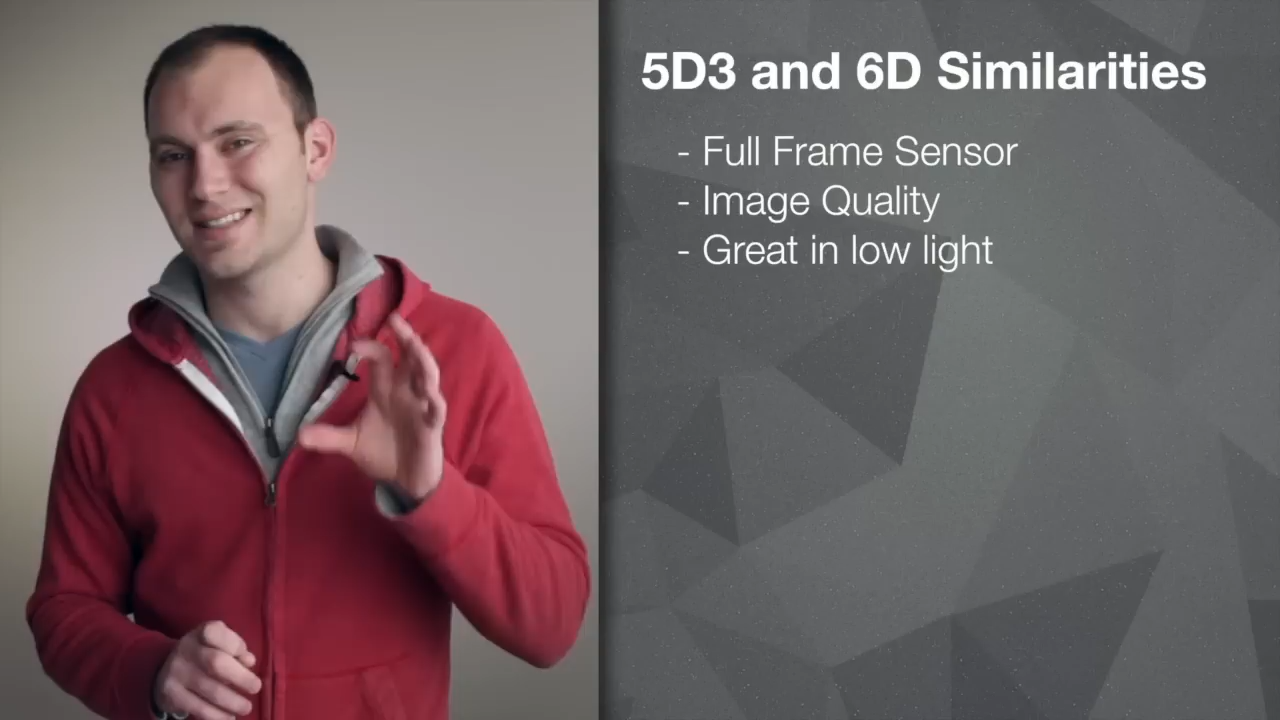 5D3 and 6D Similarities
- Full Frame Sensor
- Image Quality
- Great in low light